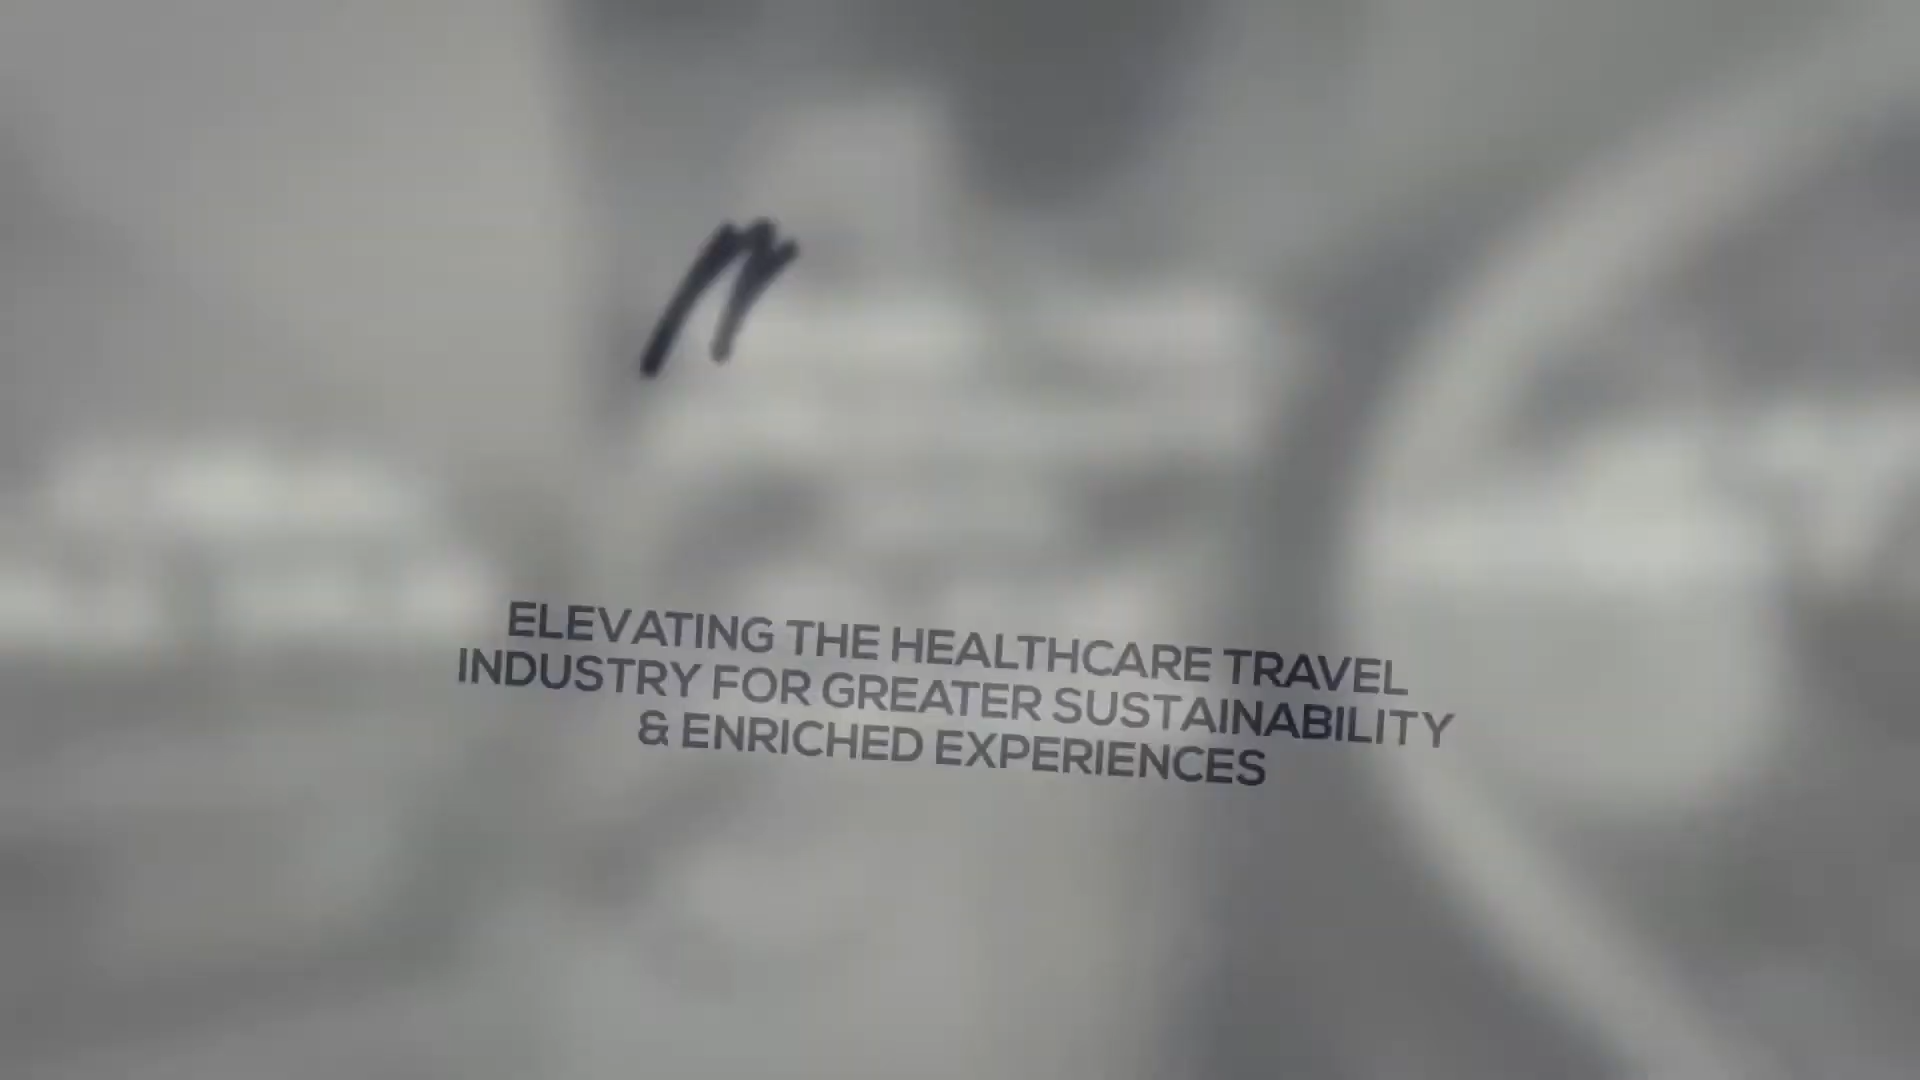 ELEVATING THE HEALTHCARE TRAVEL
INDUSTRY FOR GREATER SUSTAINABILITY
& ENRICHED EXPERIENCES